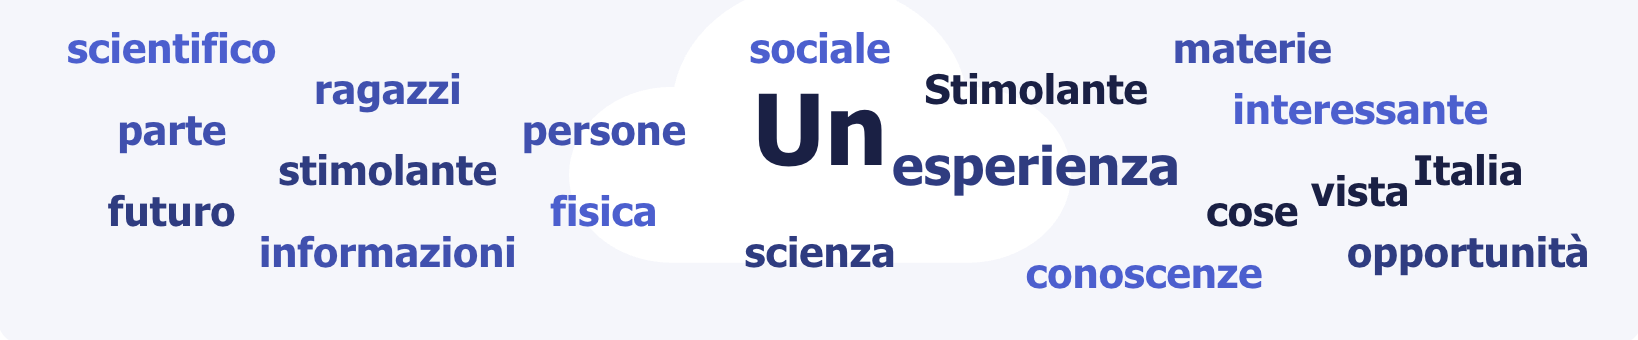 scientifico
sociale
materie
ragazzi
Stimolante
interessante
parte
persone
Un
stimolante
esperienza
Italia
vista
futuro
fisica
cose
informazioni
scienza
opportunità
conoscenze